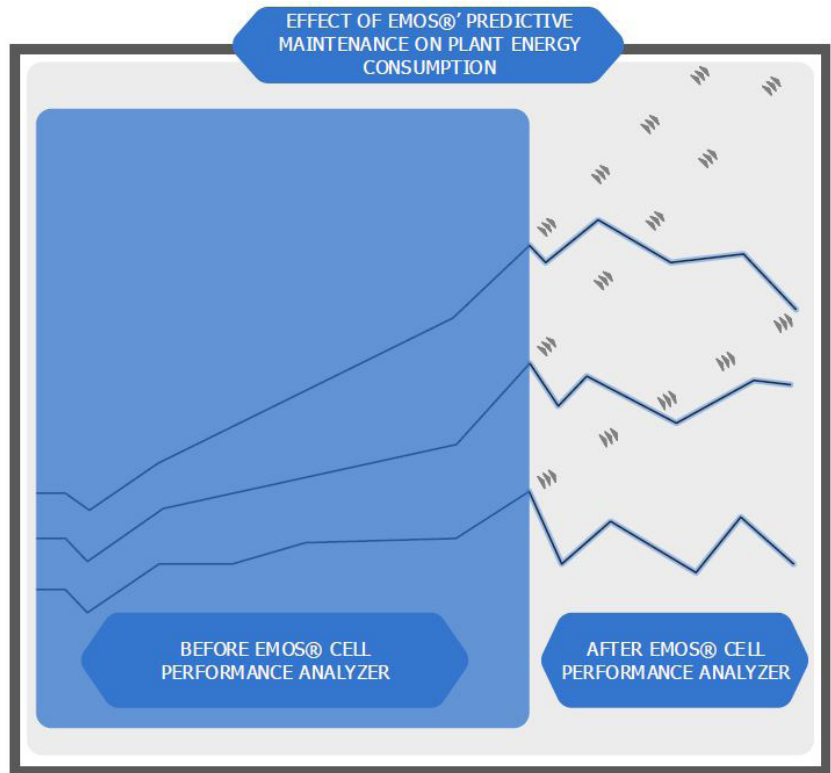 EFFECT OF EMOS®' PREDICTIVE
MAINTENANCE ON PLANT ENERGY
CONSUMPTION
BEFORE EMOS® CELL
PERFORMANCE ANALYZER
AFTER EMOS® CELL
PERFORMANCE ANALYZER